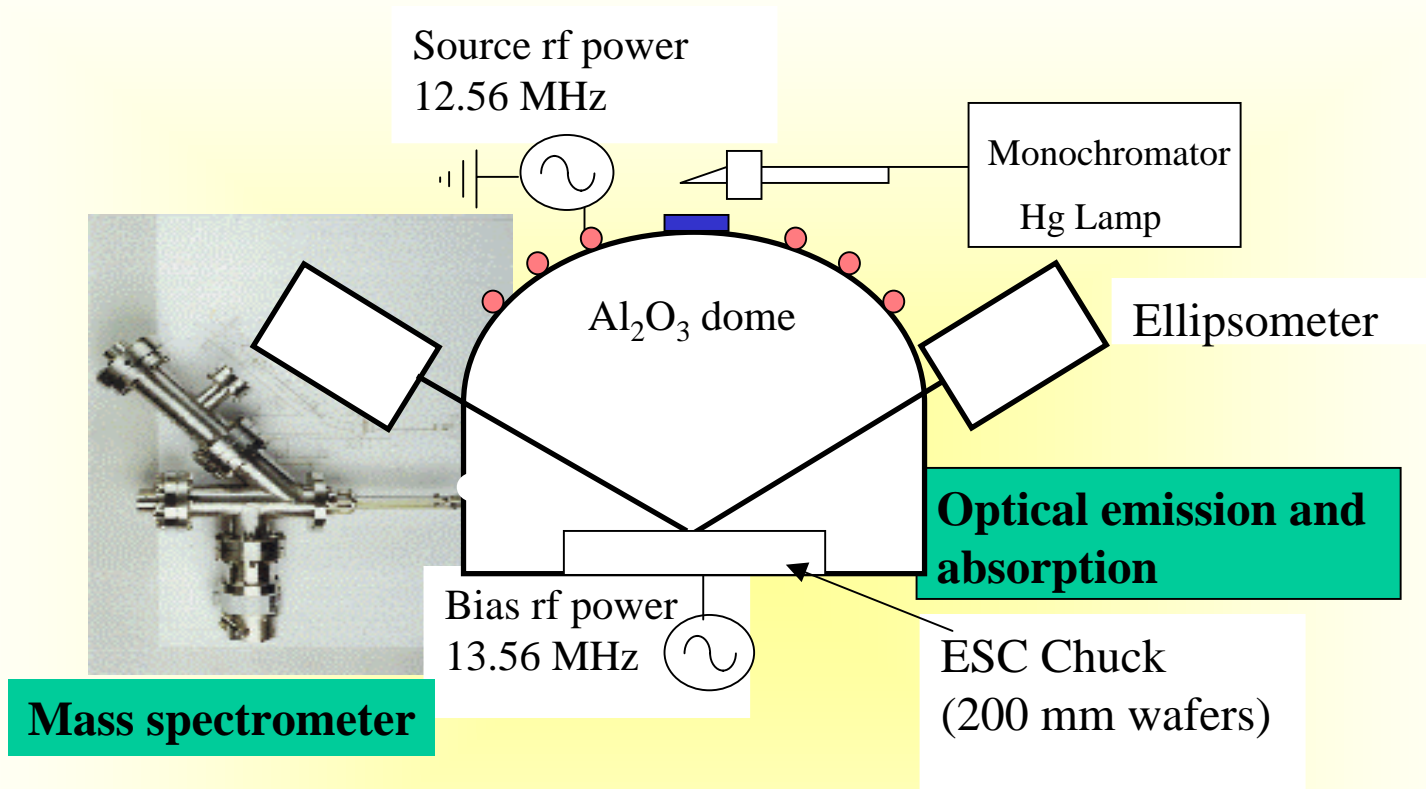 Source rf power
12.56 MHz
Monochromator
Hg Lamp
Al₂O₃ dome
Ellipsometer
Optical emission and
absorption
Bias rf power
13.56 MHz
ESC Chuck
(200 mm wafers)
Mass spectrometer